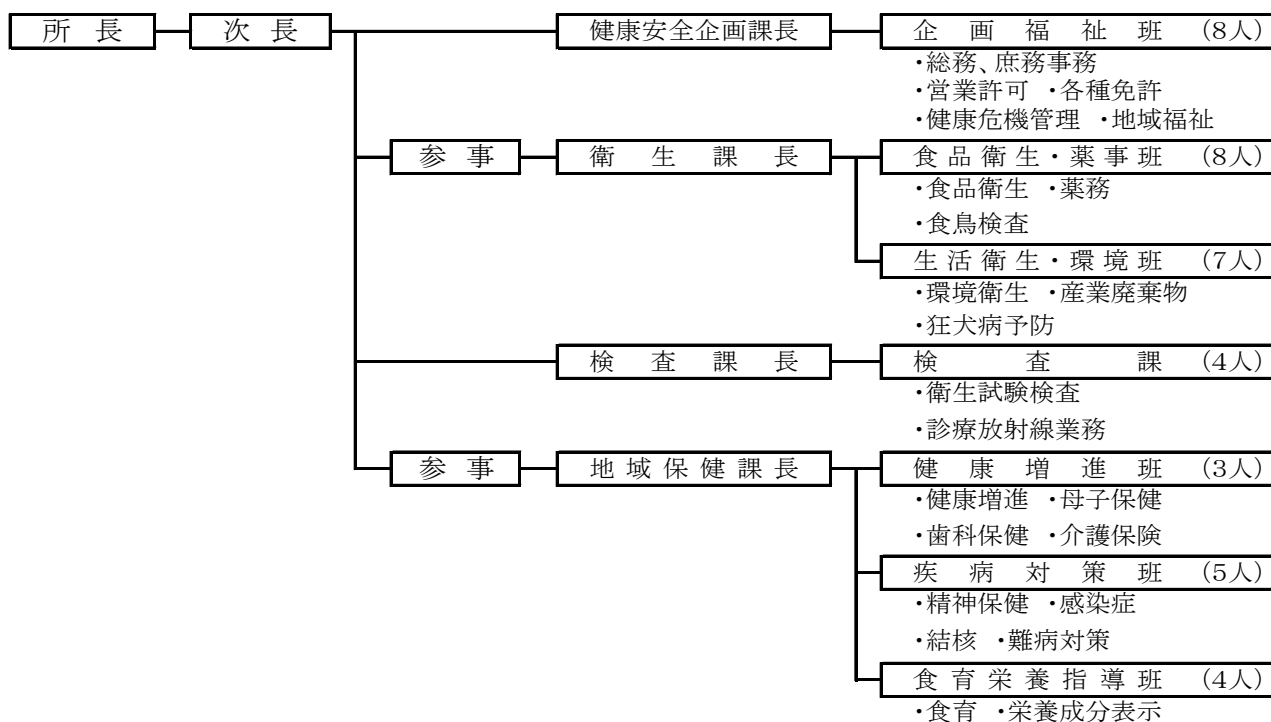 所長 次長 健康安全企画課長 企画福祉班 (8人)
・総務、庶務事務
・営業許可 ・各種免許
・健康危機管理 ・地域福祉
参事 衛生課長 食品衛生・薬事班 (8人)
・食品衛生 ・薬務
・食鳥検査
生活衛生・環境班 (7人)
・環境衛生 ・産業廃棄物
・狂犬病予防
検査課長 検査課 (4人)
・衛生試験検査
・診療放射線業務
参事 地域保健課長 健康増進班 (3人)
・健康増進 ・母子保健
・歯科保健 ・介護保険
疾病対策班 (5人)
・精神保健 ・感染症
・結核 ・難病対策
食育栄養指導班 (4人)
・食育 ・栄養成分表示